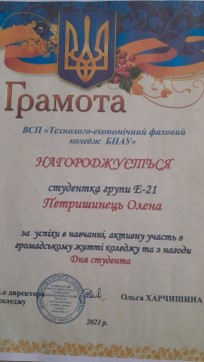 Грамота
ВСП «Технолого-економічний фаховий
коледж БНАУ»
НАГОРОДЖУЄТЬСЯ
студентка групи Е-21
Петришинець Олена
за успіхи в навчанні, активну участь в
громадському житті коледжу та з нагоди
Дня студента
директора
коледжу
Ольга ХАРЧИШИНА
2023 р.